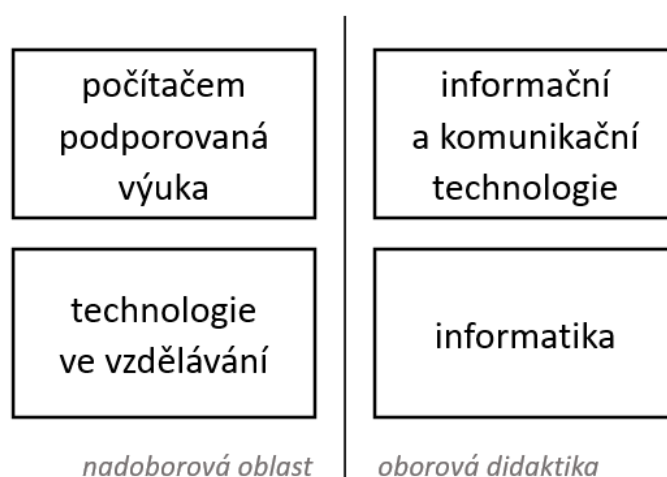 počítačem
podporovaná
výuka
informační
a komunikační
technologie
technologie
ve vzdělávání
informatika
nadoborová oblast
oborová didaktika